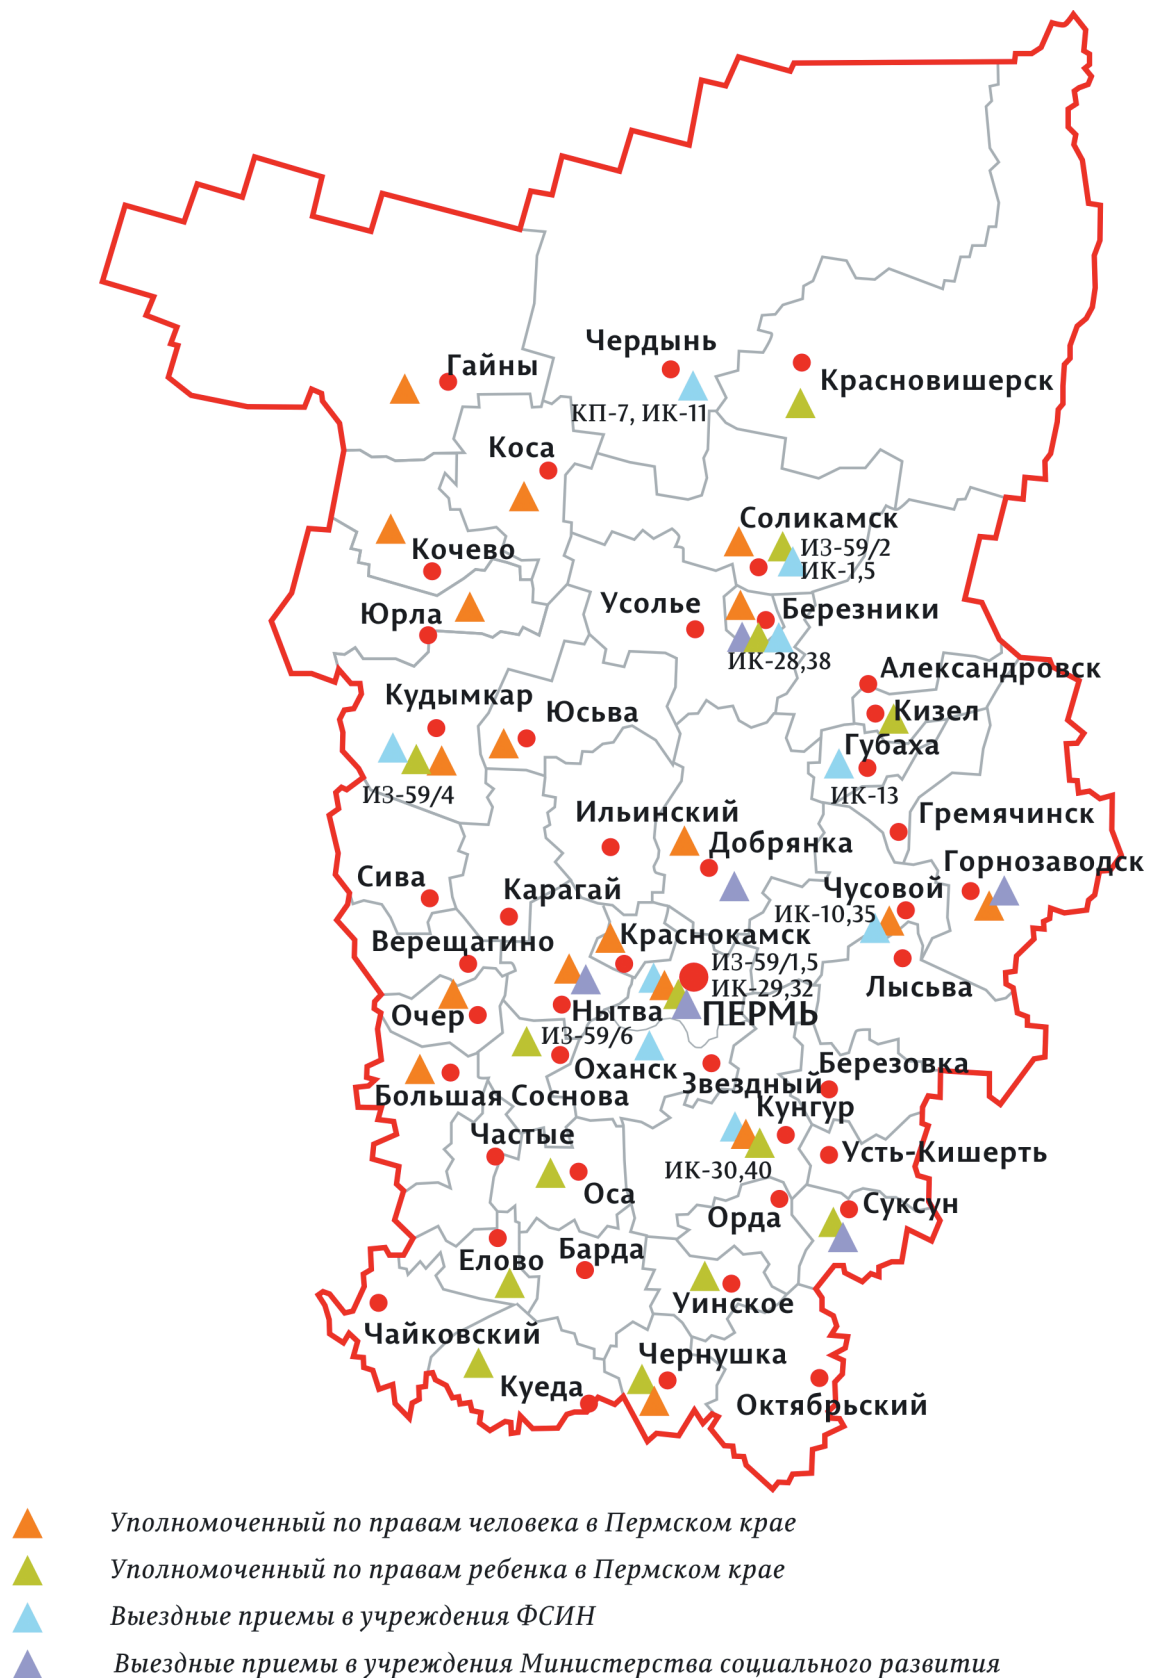 Чердынь
Гайны
Красновишерск
КП-7, ИК-11
Коса
Соликамск
ИЗ-59/2
Кочево
ИК-1,5
Усолье
Березники
Юрла
ИК-28,38
Александровск
Кудымкар
Юсьва
Кизел
Губаха
ИЗ-59/4
ИК-13
Ильинский
Гремячинск
Добрянка
Горнозаводск
Сива
Карагай
Чусовой
ИК-10,35
Верещагино
Краснокамск
ИЗ-59/1,5
Лысьва
ИК-29,32
Очер
Нытва
ПЕРМЬ
ИЗ-59/6
Оханск
Березовка
Звездный
Большая Соснова
Кунгур
Частые
Усть-Кишерть
ИК-30,40
Оса
Суксун
Орда
Барда
Елово
Уинское
Чайковский
Чернушка
Куеда
Октябрьский
Уполномоченный по правам человека в Пермском крае
Уполномоченный по правам ребенка в Пермском крае
Выездные приемы в учреждения ФСИН
Выездные приемы в учреждения Министерства социального развития